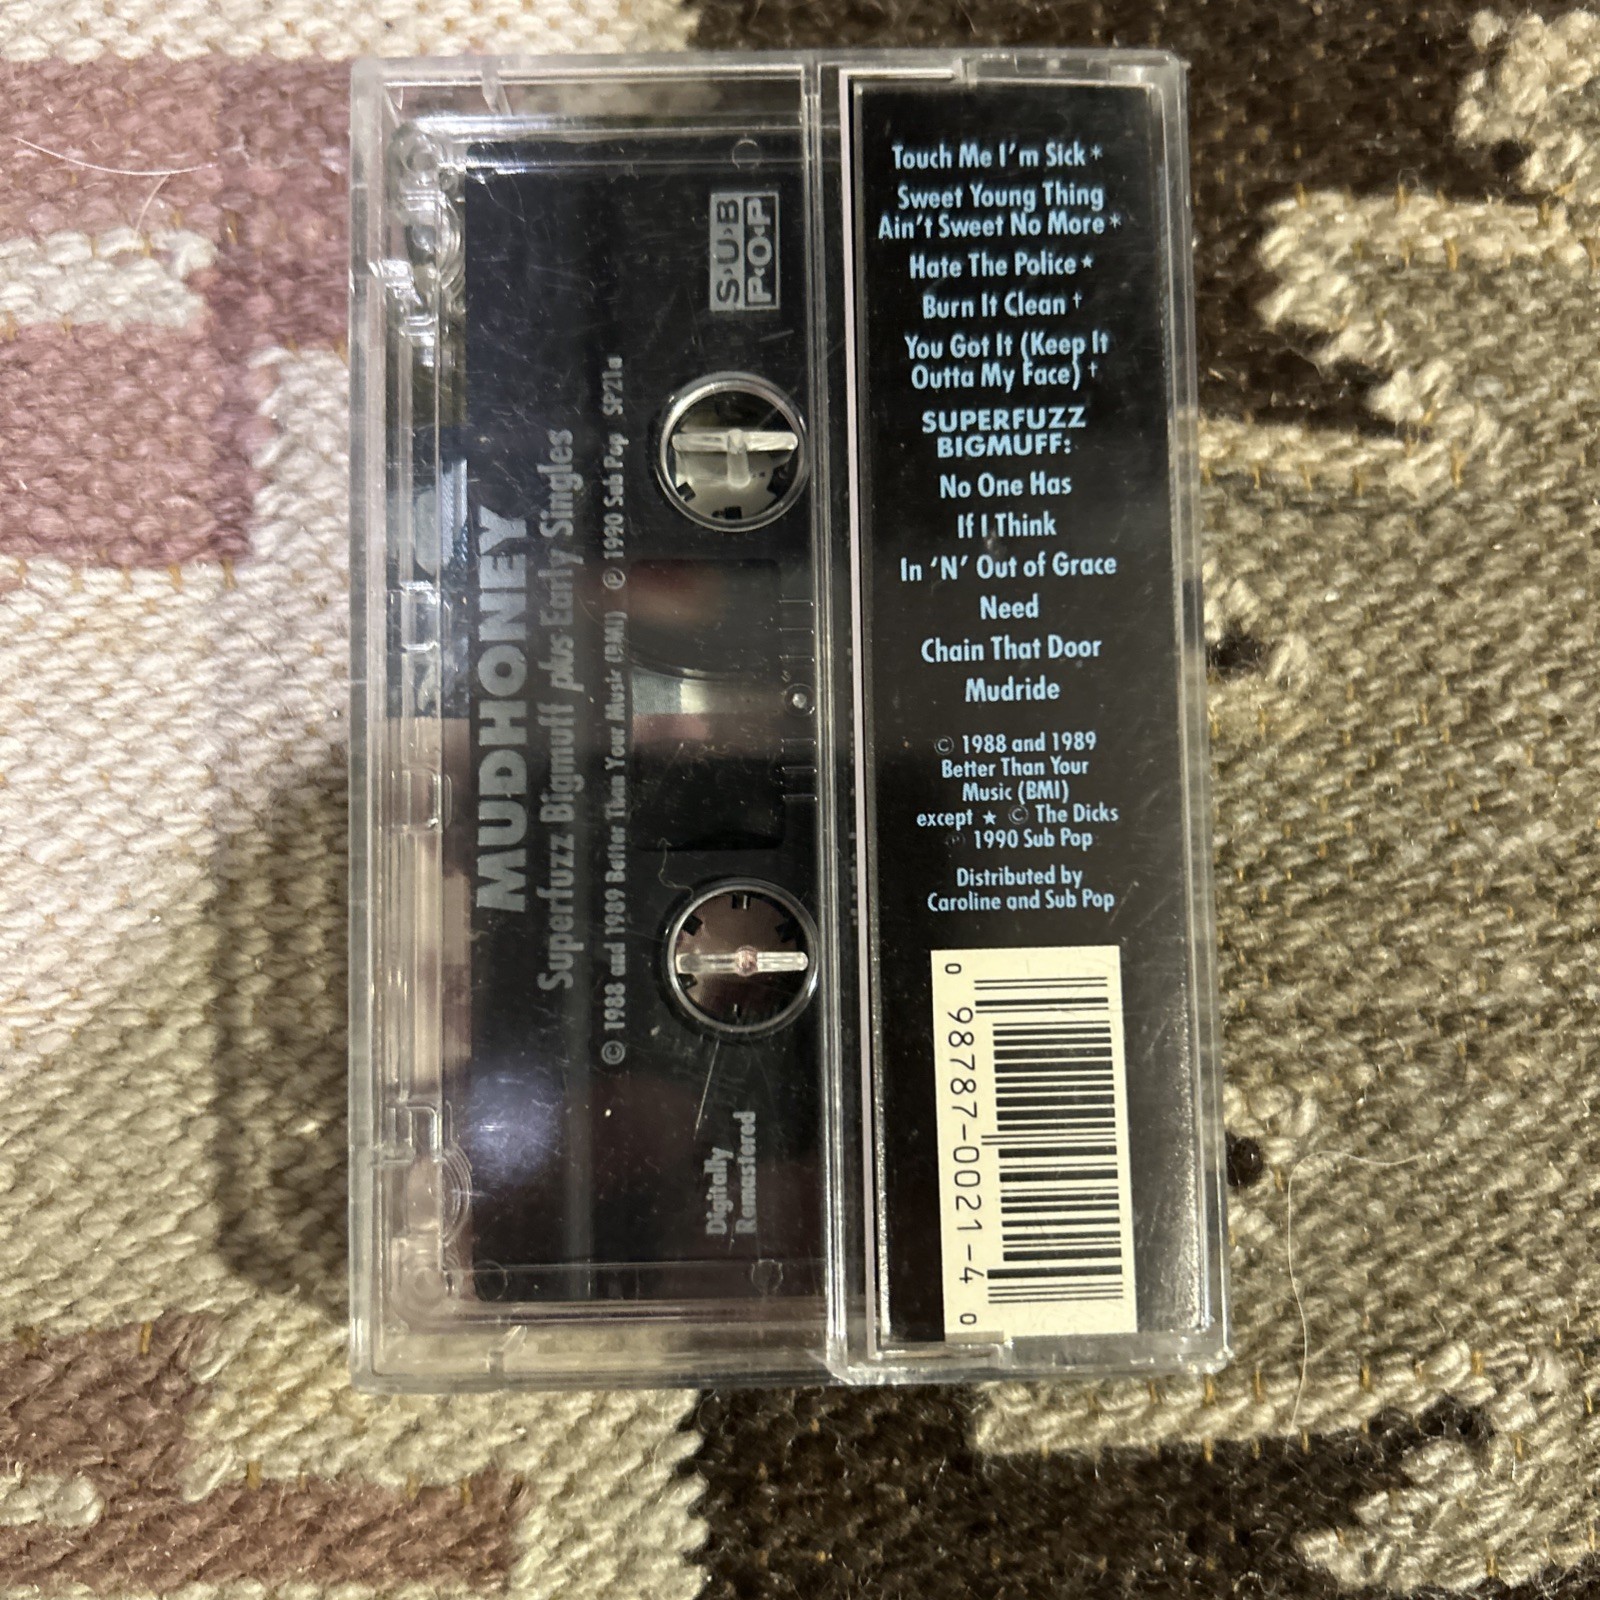 MUDHONEY
Superfuzz Bigmuff plus Early Singles
© 1988 and 1989 Better Than Your Music (BMI) ℗ 1990 Sub Pop SP21a
SUB
POP
Digitally
Remastered
Touch Me I'm Sick*
Sweet Young Thing
Ain't Sweet No More*
Hate The Police★
Burn It Clean†
You Got It (Keep It
Outta My Face)†
SUPERFUZZ
BIGMUFF:
No One Has
If I Think
In 'N' Out of Grace
Need
Chain That Door
Mudride
© 1988 and 1989
Better Than Your
Music (BMI)
except ★ © The Dicks
℗ 1990 Sub Pop
Distributed by
Caroline and Sub Pop
0 98787-0021-4 0